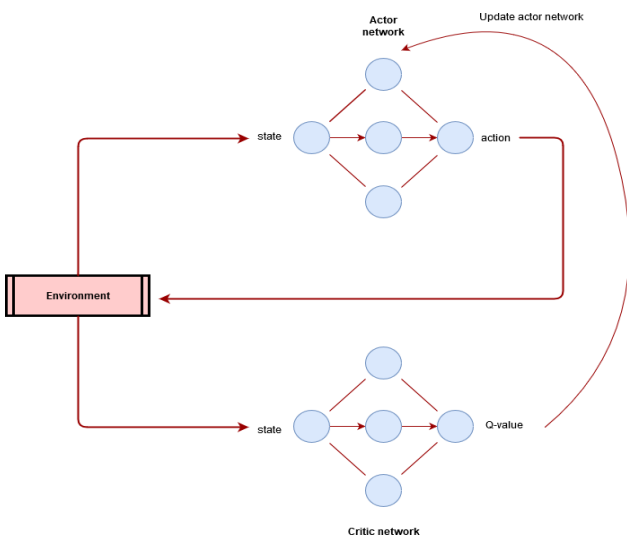 Update actor network
Actor
network
state
action
Environment
state
Q-value
Critic network